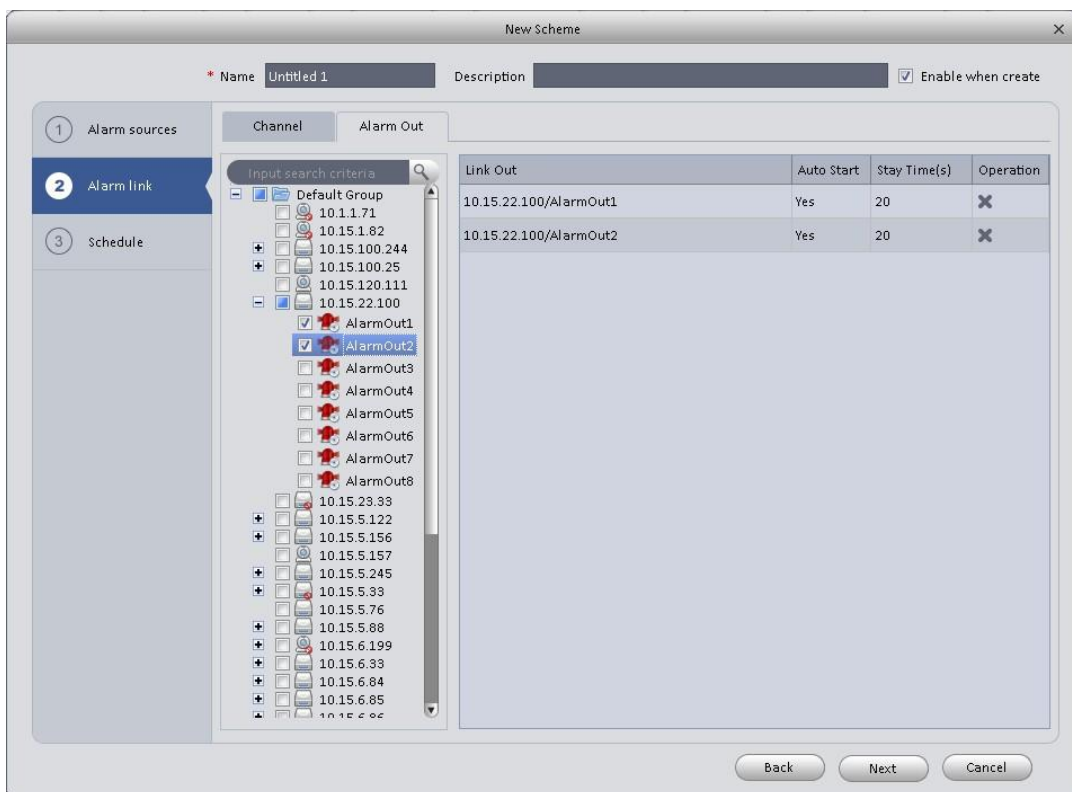 New Scheme
* Name Untitled 1 Description Enable when create
1 Alarm sources
2 Alarm link
3 Schedule
Channel Alarm Out
Input search criteria
Default Group
10.1.1.71
10.15.1.82
10.15.100.244
10.15.100.25
10.15.120.111
10.15.22.100
AlarmOut1
AlarmOut2
AlarmOut3
AlarmOut4
AlarmOut5
AlarmOut6
AlarmOut7
AlarmOut8
10.15.23.33
10.15.5.122
10.15.5.156
10.15.5.157
10.15.5.245
10.15.5.33
10.15.5.76
10.15.5.88
10.15.6.199
10.15.6.33
10.15.6.84
10.15.6.85
10.15.6.86
Link Out Auto Start Stay Time(s) Operation
10.15.22.100/AlarmOut1 Yes 20
10.15.22.100/AlarmOut2 Yes 20
Back Next Cancel